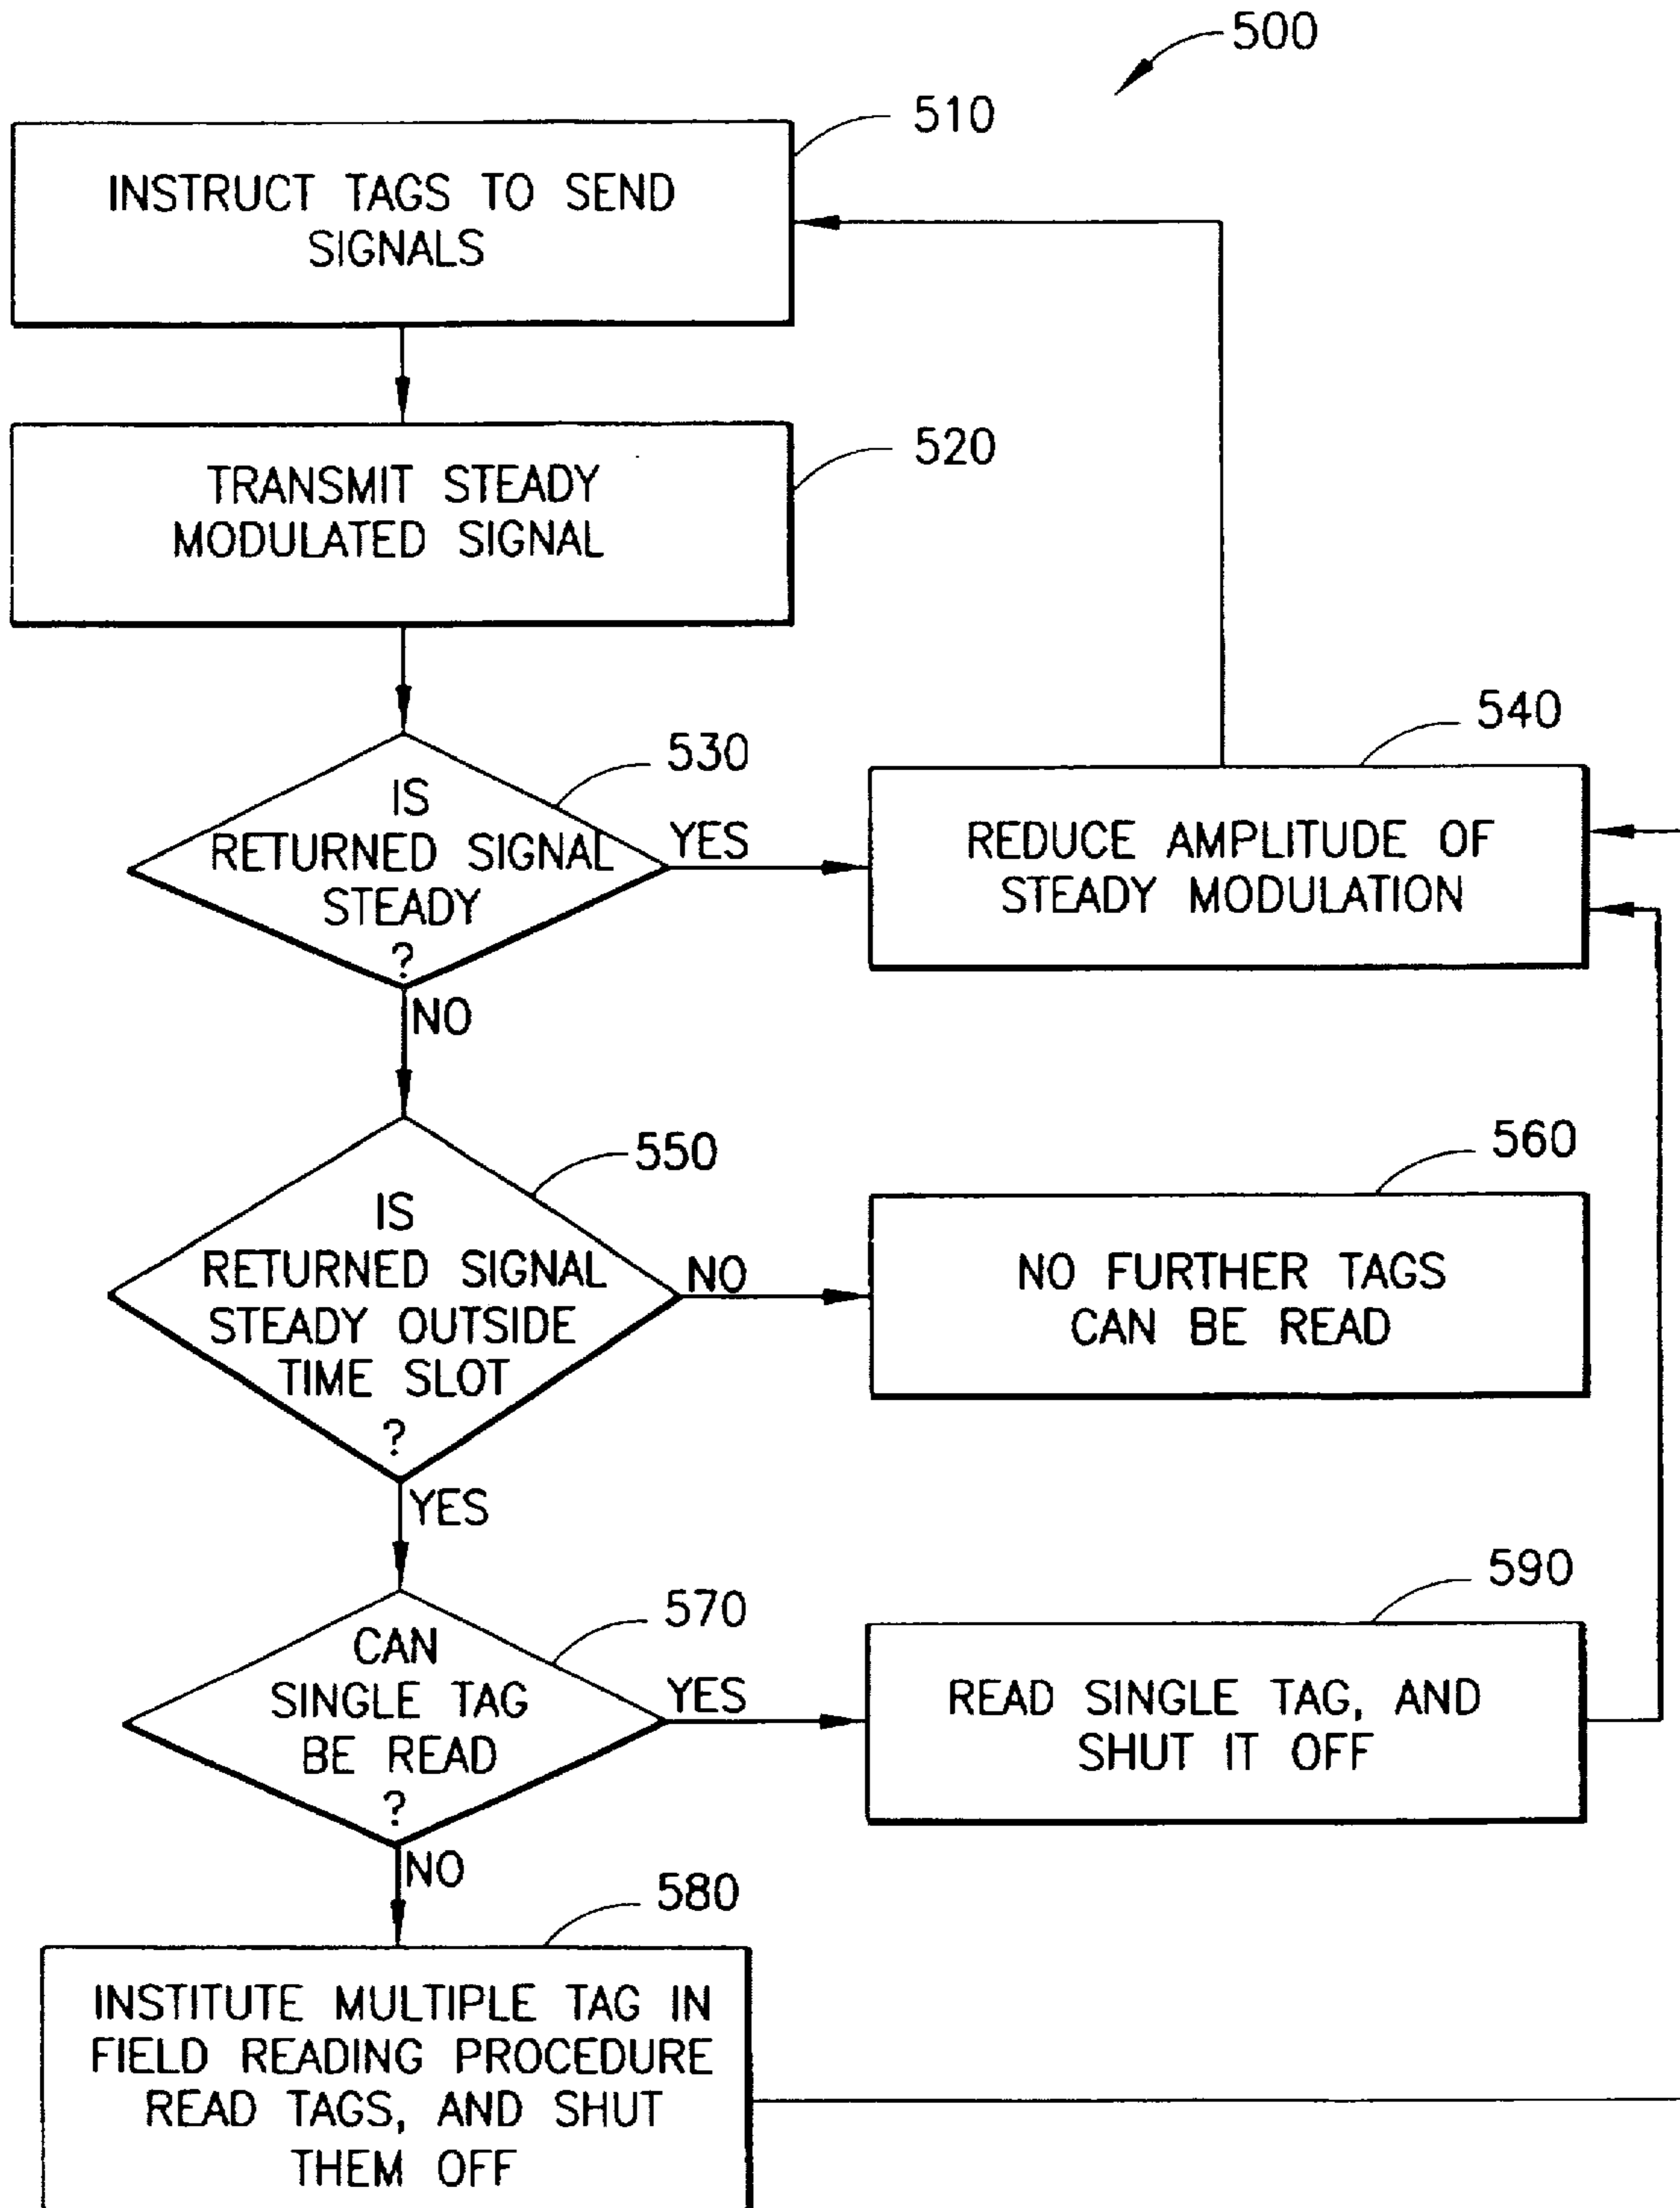 500
510
INSTRUCT TAGS TO SEND
SIGNALS
520
TRANSMIT STEADY
MODULATED SIGNAL
530
IS
RETURNED SIGNAL
STEADY
?
YES
NO
540
REDUCE AMPLITUDE OF
STEADY MODULATION
550
IS
RETURNED SIGNAL
STEADY OUTSIDE
TIME SLOT
?
NO
YES
560
NO FURTHER TAGS
CAN BE READ
570
CAN
SINGLE TAG
BE READ
?
YES
NO
590
READ SINGLE TAG, AND
SHUT IT OFF
580
INSTITUTE MULTIPLE TAG IN
FIELD READING PROCEDURE
READ TAGS, AND SHUT
THEM OFF